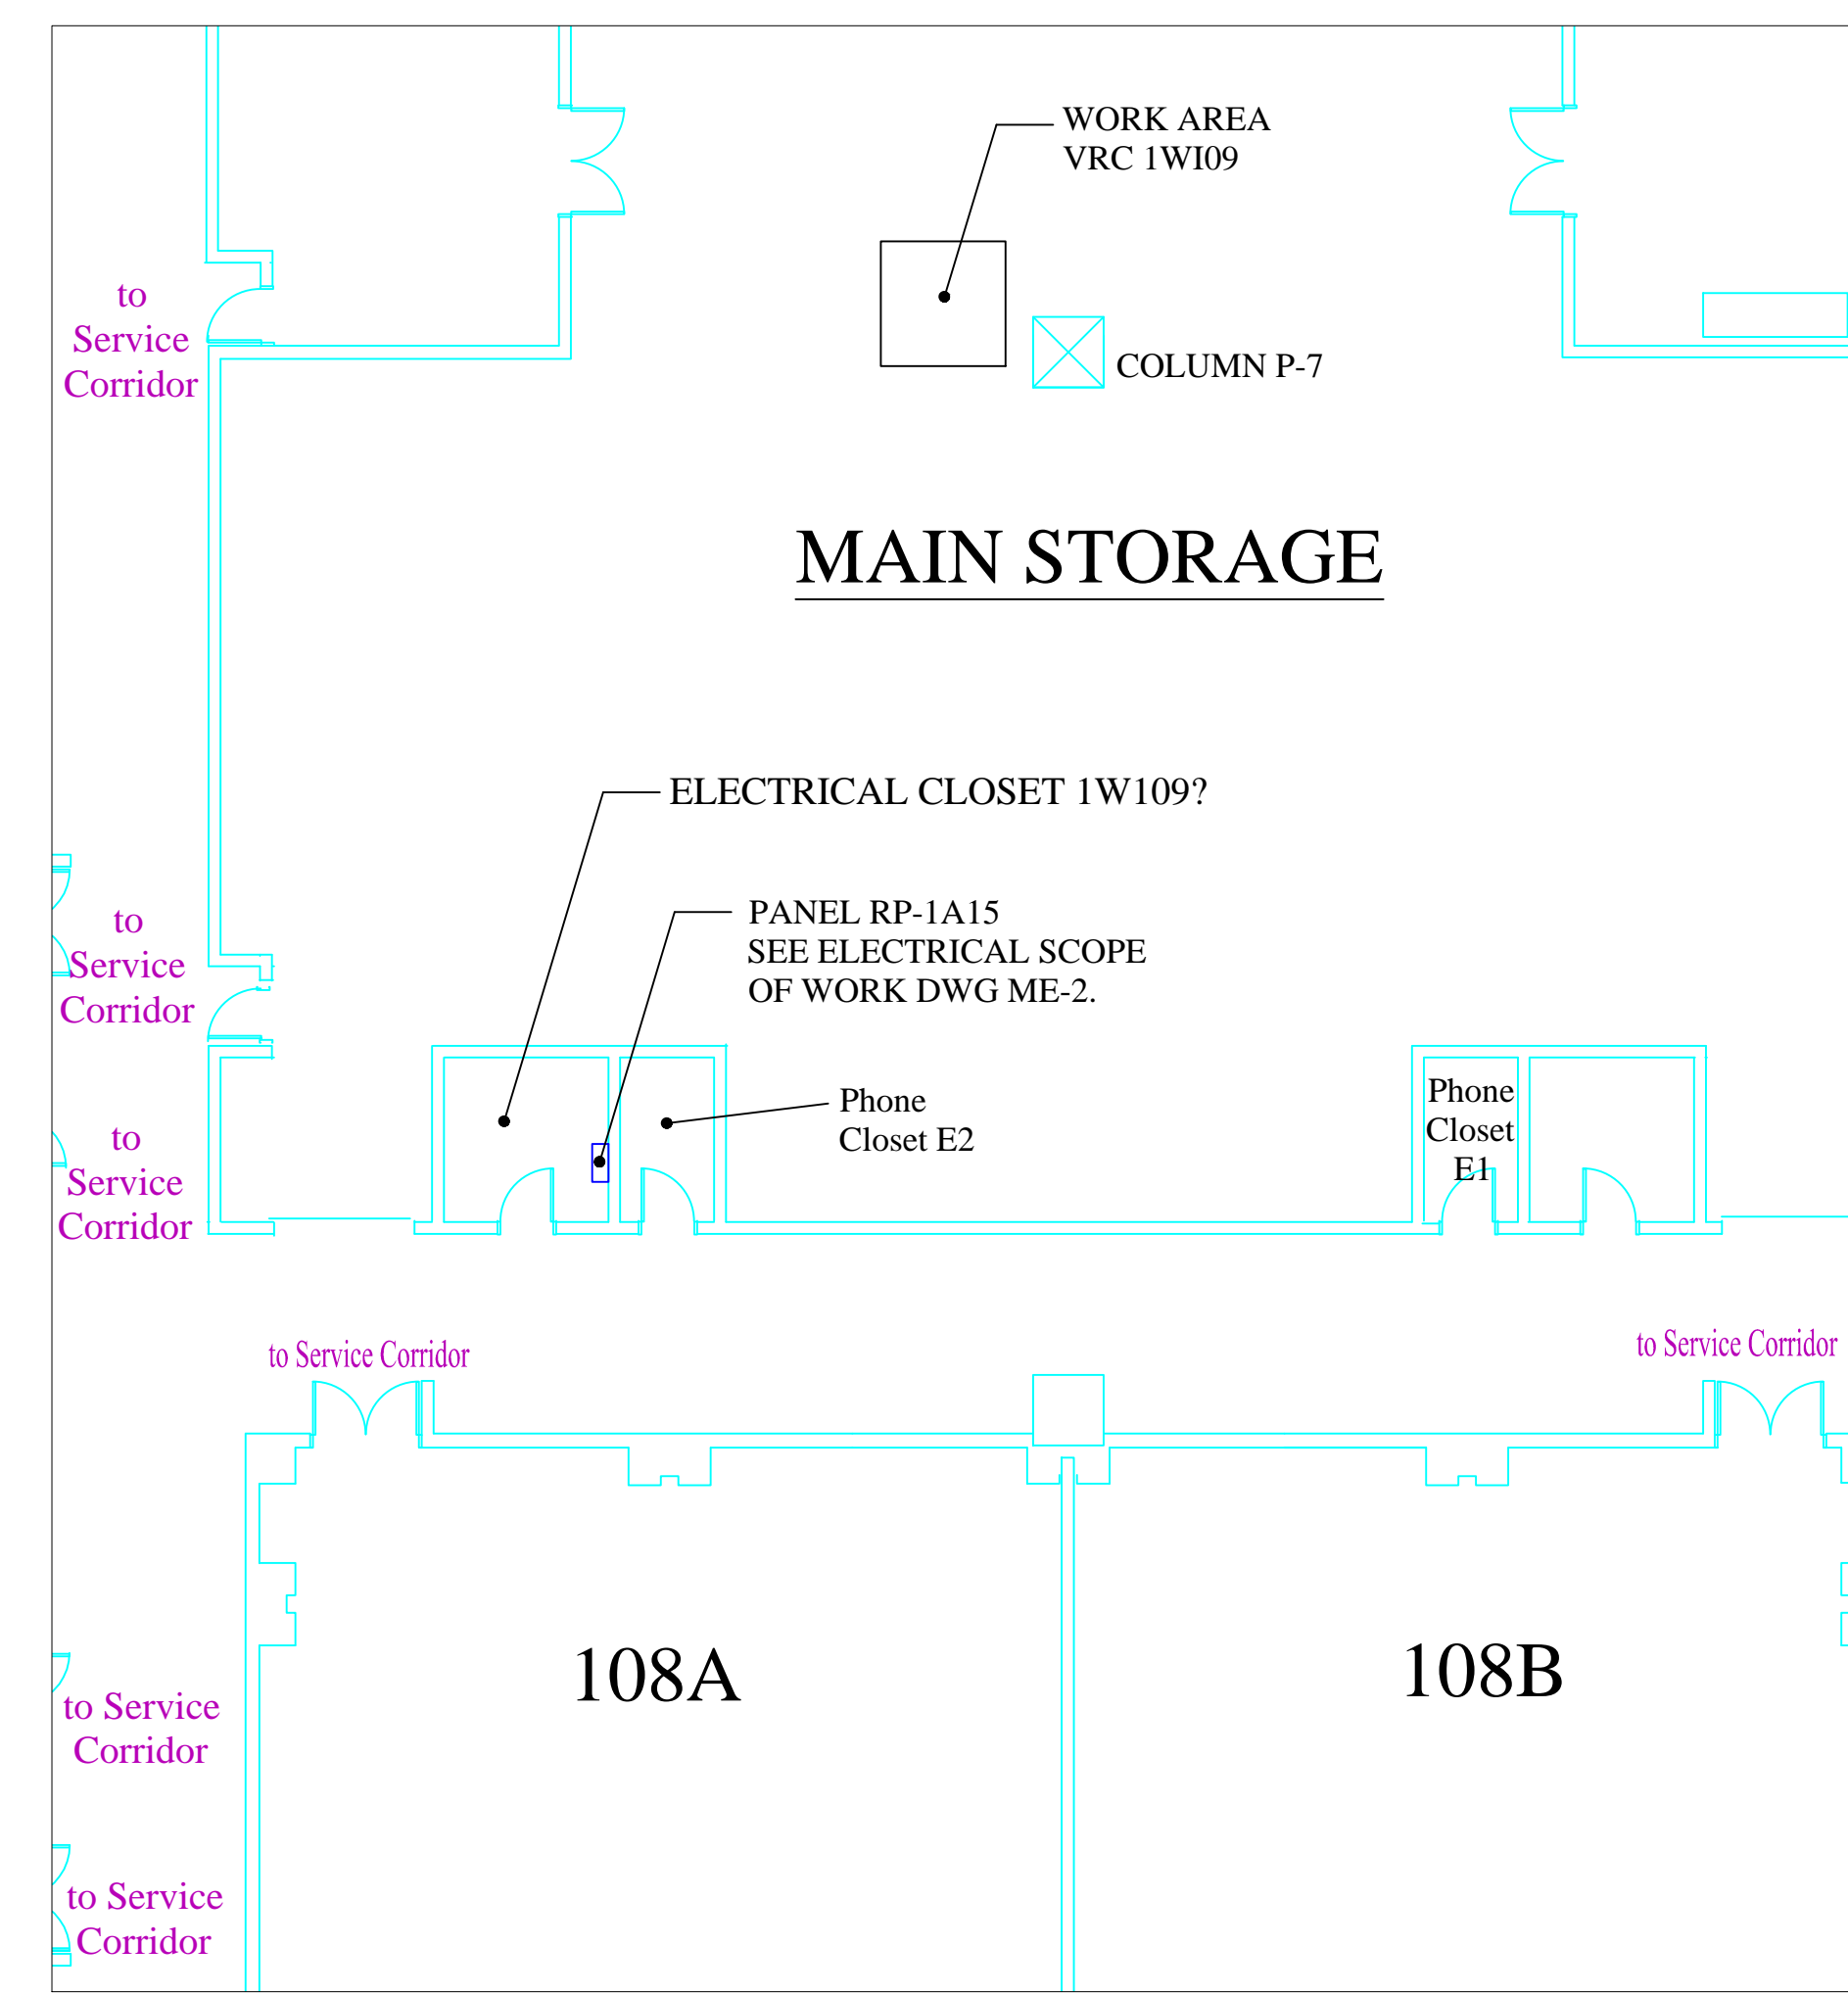 WORK AREA
VRC 1WI09
to
Service
Corridor
COLUMN P-7
MAIN STORAGE
ELECTRICAL CLOSET 1W109?
PANEL RP-1A15
SEE ELECTRICAL SCOPE
OF WORK DWG ME-2.
to
Service
Corridor
Phone
Closet E2
Phone
Closet
E1
to
Service
Corridor
to Service Corridor
to Service Corridor
108A
108B
to Service
Corridor
to Service
Corridor